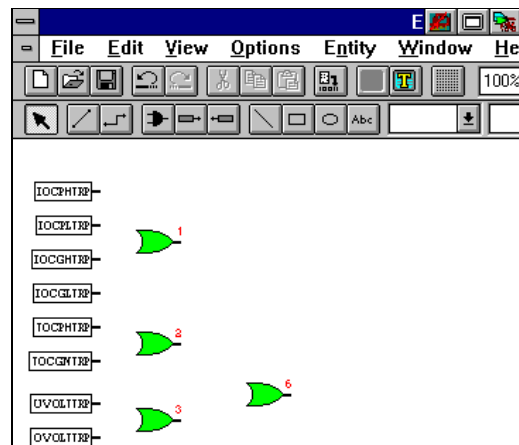 E
File Edit View Options Entity Window He
T 100%
Abc
IOCPHTRP
IOCPLTRP 1
IOCGHTRP
IOCGLTRP
TOCPHTRP 2
TOCGNTRP
6
OVOLTTRP 3
OVOLTTRP